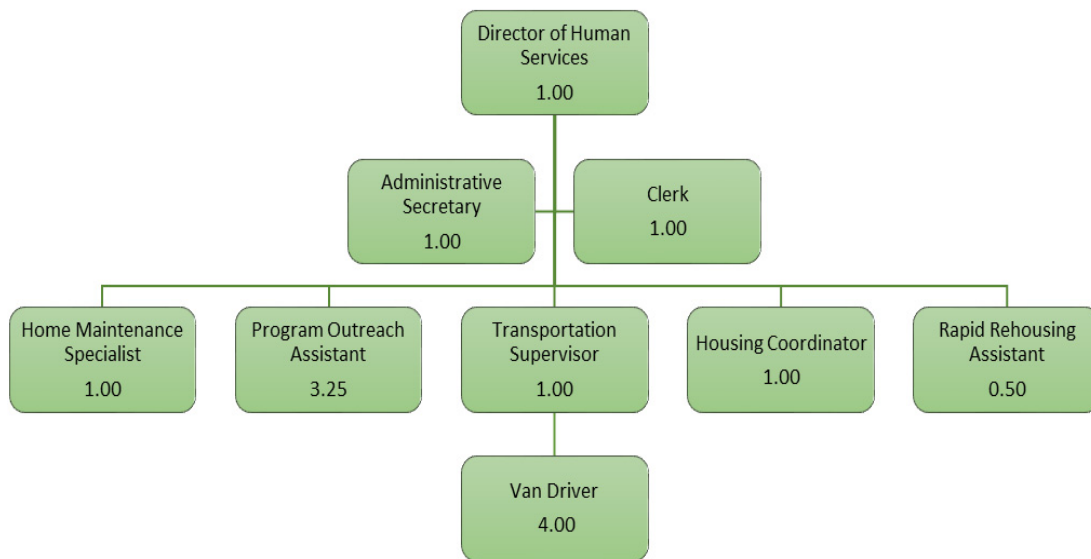 Director of Human
Services
1.00
Administrative
Secretary
1.00
Clerk
1.00
Home Maintenance
Specialist
1.00
Program Outreach
Assistant
3.25
Transportation
Supervisor
1.00
Housing Coordinator
1.00
Rapid Rehousing
Assistant
0.50
Van Driver
4.00